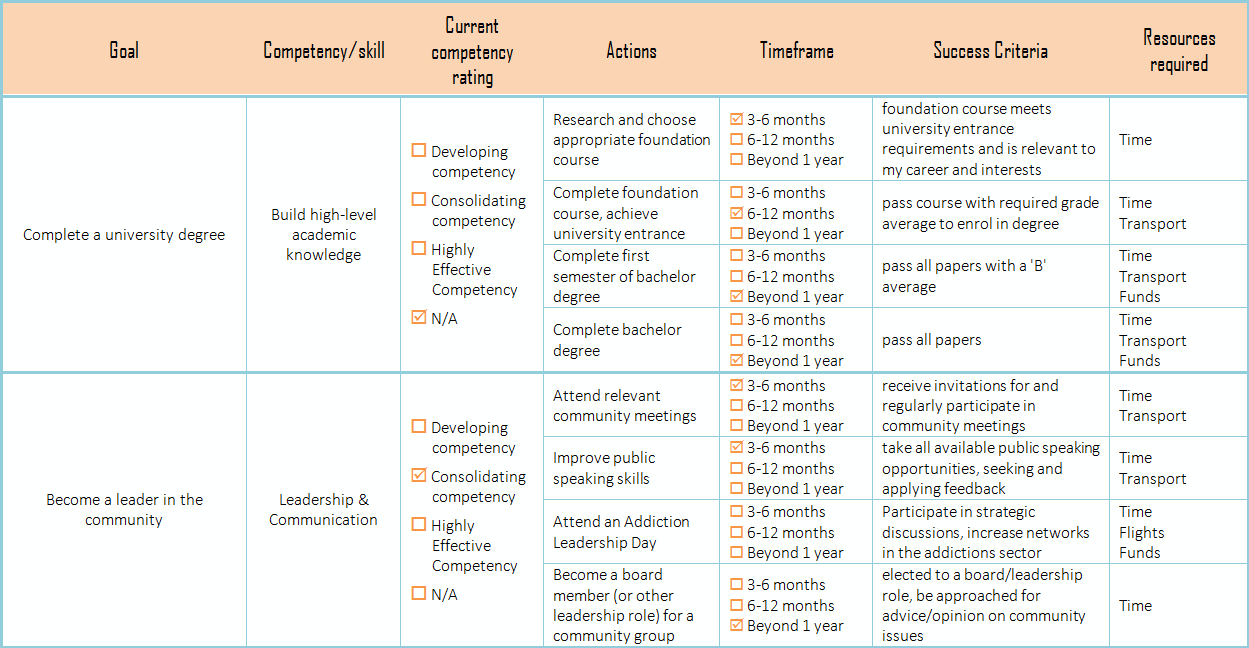 Goal
Competency/skill
Current
competency
rating
Actions
Timeframe
Success Criteria
Resources
required
Complete a university degree
Build high-level
academic
knowledge
☐ Developing
competency
☐ Consolidating
competency
☐ Highly
Effective
Competency
☑ N/A
Research and choose
appropriate foundation
course
☑ 3-6 months
☐ 6-12 months
☐ Beyond 1 year
foundation course meets
university entrance
requirements and is relevant to
my career and interests
Time
Complete foundation
course, achieve
university entrance
☐ 3-6 months
☑ 6-12 months
☐ Beyond 1 year
pass course with required grade
average to enrol in degree
Time
Transport
Complete first
semester of bachelor
degree
☐ 3-6 months
☐ 6-12 months
☑ Beyond 1 year
pass all papers with a 'B'
average
Time
Transport
Funds
Complete bachelor
degree
☐ 3-6 months
☐ 6-12 months
☑ Beyond 1 year
pass all papers
Time
Transport
Funds
Become a leader in the
community
Leadership &
Communication
☐ Developing
competency
☑ Consolidating
competency
☐ Highly
Effective
Competency
☐ N/A
Attend relevant
community meetings
☑ 3-6 months
☐ 6-12 months
☐ Beyond 1 year
receive invitations for and
regularly participate in
community meetings
Time
Transport
Improve public
speaking skills
☑ 3-6 months
☐ 6-12 months
☐ Beyond 1 year
take all available public speaking
opportunities, seeking and
applying feedback
Time
Transport
Attend an Addiction
Leadership Day
☐ 3-6 months
☐ 6-12 months
☐ Beyond 1 year
Participate in strategic
discussions, increase networks
in the addictions sector
Time
Flights
Funds
Become a board
member (or other
leadership role) for a
community group
☐ 3-6 months
☐ 6-12 months
☑ Beyond 1 year
elected to a board/leadership
role, be approached for
advice/opinion on community
issues
Time